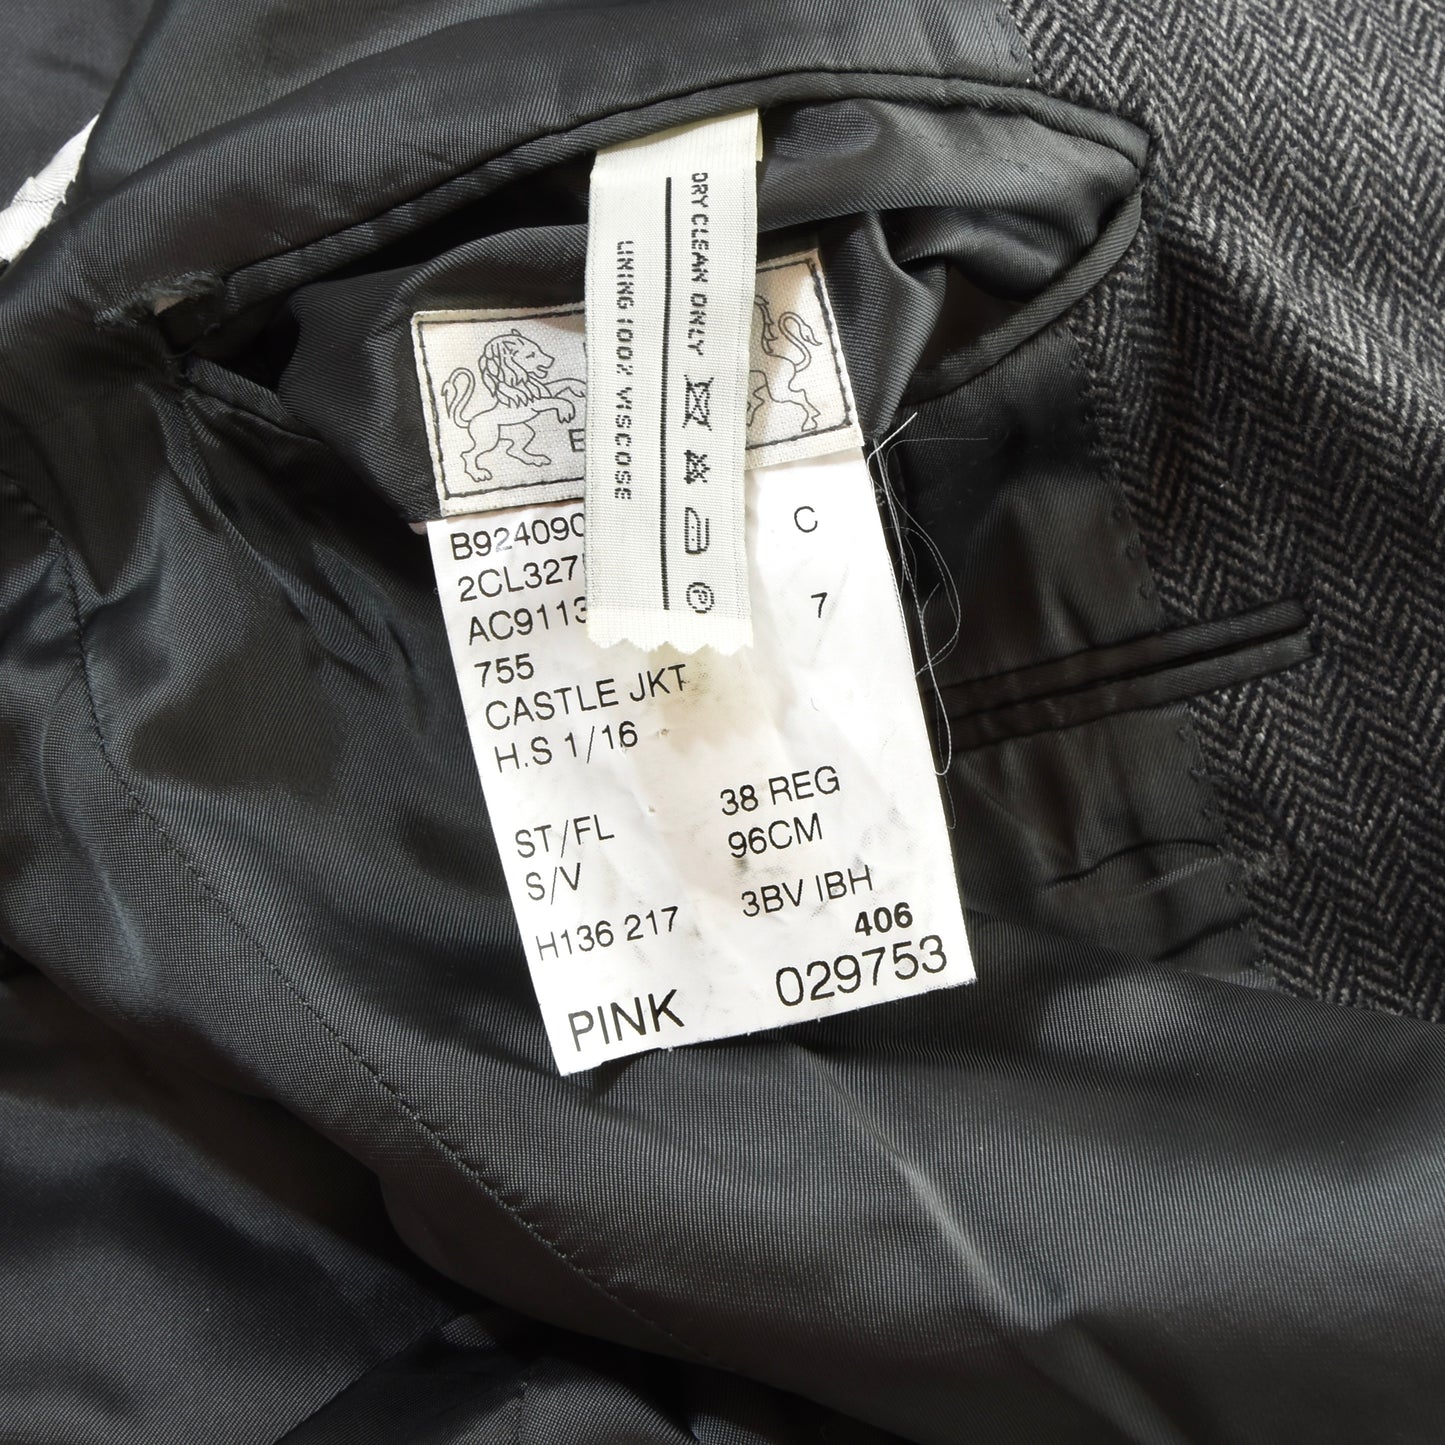 DRY CLEAN ONLY
P
LINING 100% VISCOSE
B924090
C
2CL327
AC9113
7
755
CASTLE JKT
H.S 1/16
38 REG
ST/FL
96CM
S/V
3BV IBH
H136 217
406
PINK
029753